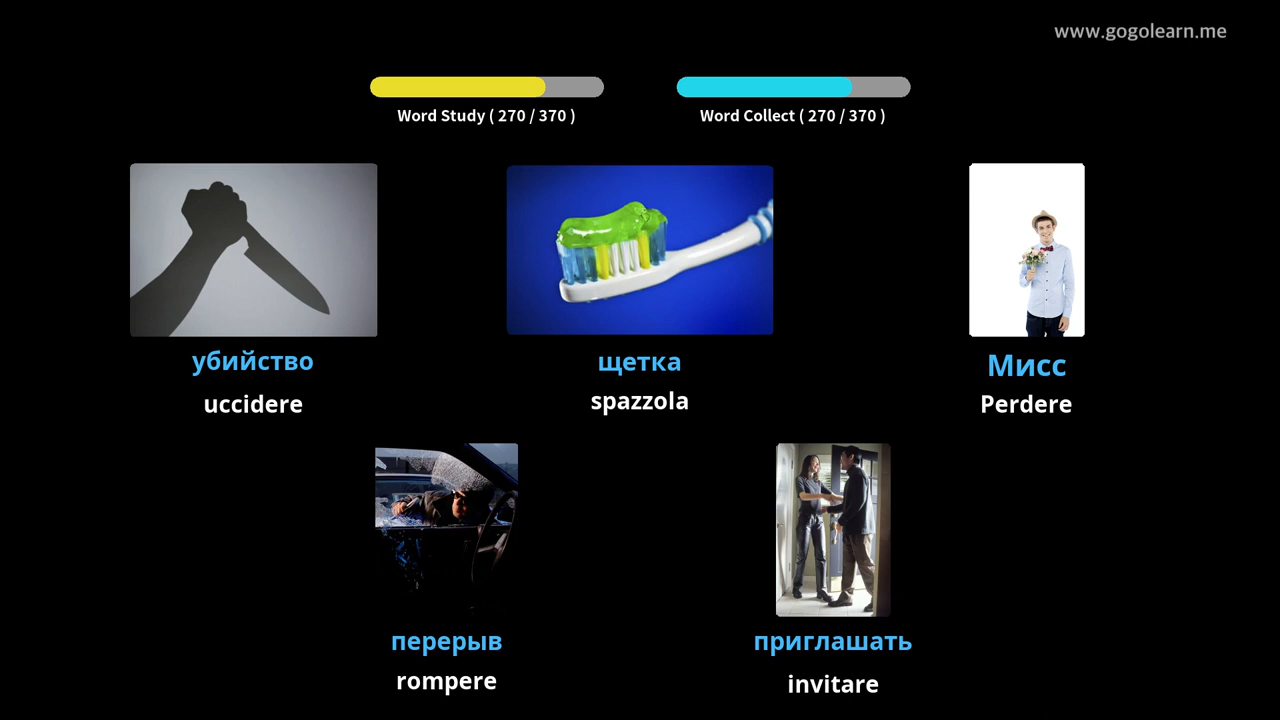 www.gogolearn.me
Word Study ( 270 / 370 )
Word Collect ( 270 / 370 )
убийство
uccidere
щетка
spazzola
Мисс
Perdere
перерыв
rompere
приглашать
invitare